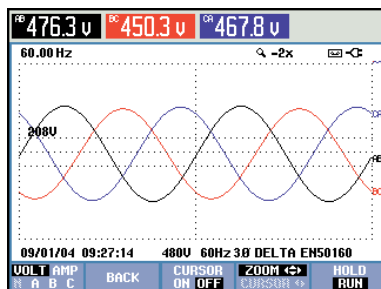 AB 476.3 V BC 450.3 V CA 467.8 V
60.00 Hz -2x
208V
CA
AB
BC
09/01/04 09:27:14 480V 60Hz 3Ø DELTA EN50160
VOLT AMP
N A B C
BACK
CURSOR
ON OFF
ZOOM
CURSOR
HOLD
RUN